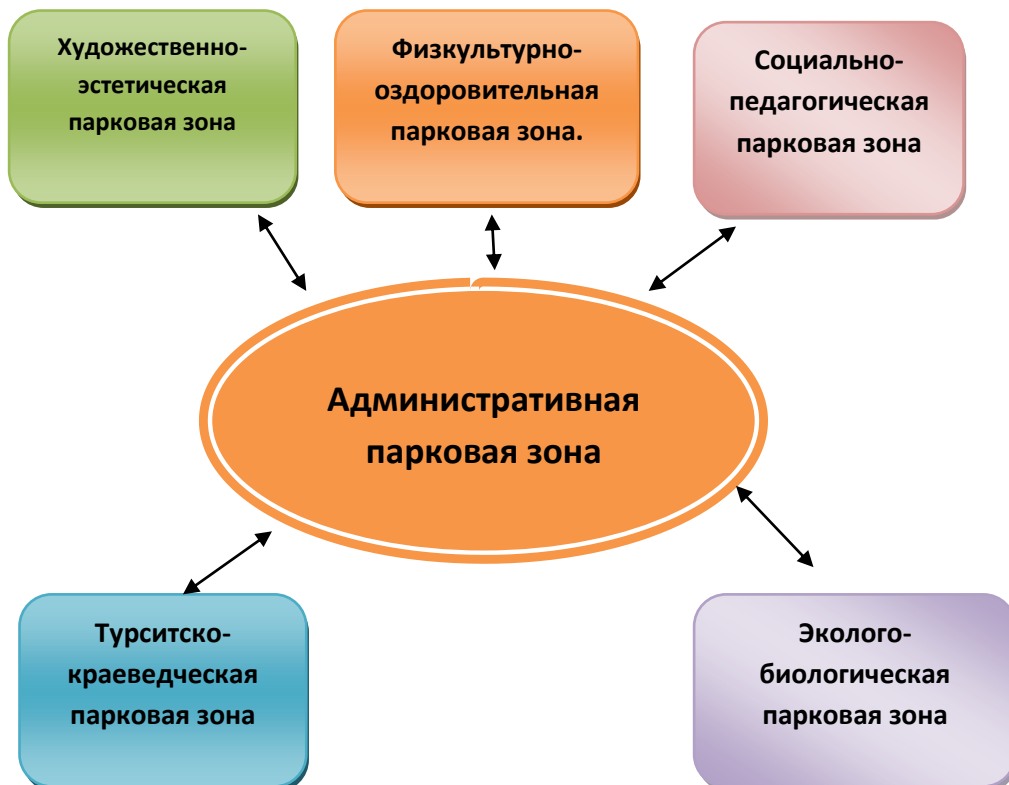 Художественно-
эстетическая
парковая зона
Физкультурно-
оздоровительная
парковая зона.
Социально-
педагогическая
парковая зона
Административная
парковая зона
Турситско-
краеведческая
парковая зона
Эколого-
биологическая
парковая зона